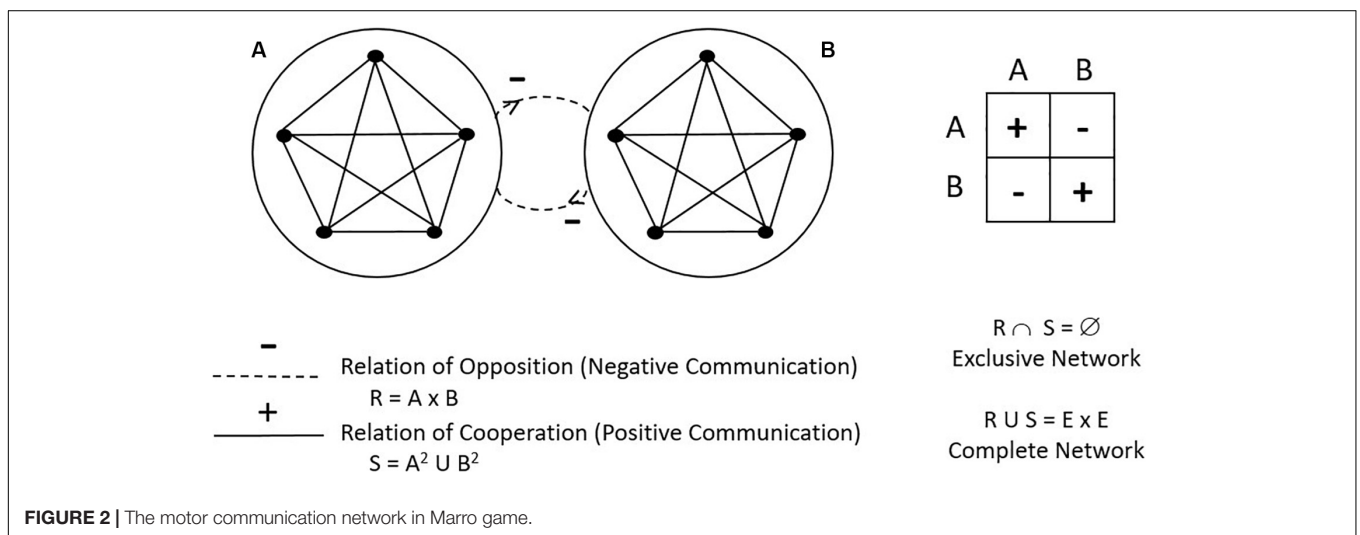 A
B
-
-
A B
A + -
B - +
-
Relation of Opposition (Negative Communication)
R = A x B
+
Relation of Cooperation (Positive Communication)
S = A² U B²
R ∩ S = ∅
Exclusive Network
R U S = E x E
Complete Network
FIGURE 2 | The motor communication network in Marro game.